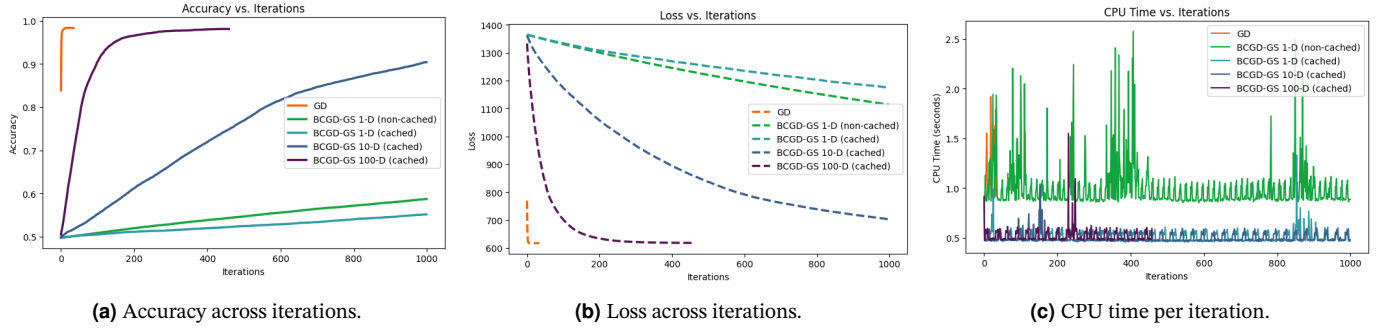 Accuracy vs. Iterations
1.0
0.9
0.8
0.7
0.6
0.5
Accuracy
GD
BCGD-GS 1-D (non-cached)
BCGD-GS 1-D (cached)
BCGD-GS 10-D (cached)
BCGD-GS 100-D (cached)
0
200
400
600
800
1000
Iterations
(a) Accuracy across iterations.
Loss vs. Iterations
1400
1300
1200
1100
1000
900
800
700
600
Loss
GD
BCGD-GS 1-D (non-cached)
BCGD-GS 1-D (cached)
BCGD-GS 10-D (cached)
BCGD-GS 100-D (cached)
0
200
400
600
800
1000
Iterations
(b) Loss across iterations.
CPU Time vs. Iterations
2.5
2.0
1.5
1.0
0.5
CPU Time (seconds)
GD
BCGD-GS 1-D (non-cached)
BCGD-GS 1-D (cached)
BCGD-GS 10-D (cached)
BCGD-GS 100-D (cached)
0
200
400
600
800
1000
Iterations
(c) CPU time per iteration.